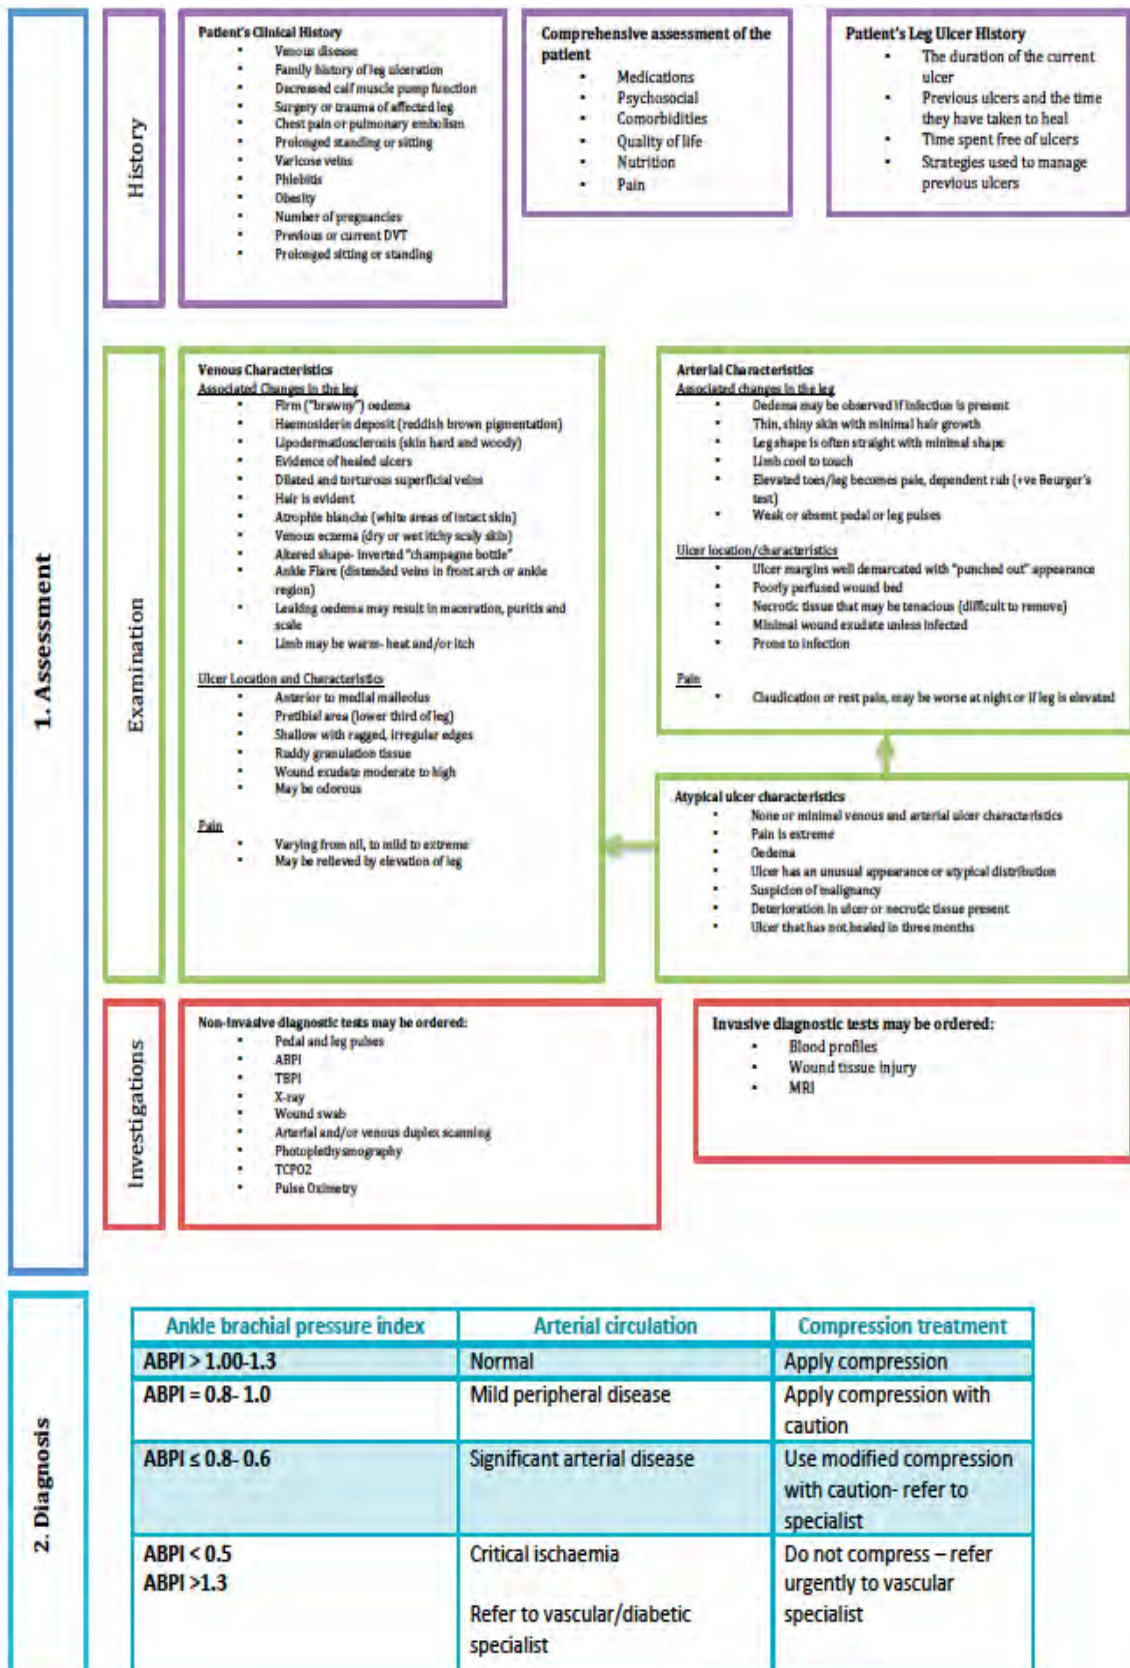 1. Assessment
History
Patient's Clinical History
▪ Venous disease
▪ Family history of leg ulceration
▪ Decreased calf muscle pump function
▪ Surgery or trauma of affected leg
▪ Chest pain or pulmonary embolism
▪ Prolonged standing or sitting
▪ Varicose veins
▪ Phlebitis
▪ Obesity
▪ Number of pregnancies
▪ Previous or current DVT
▪ Prolonged sitting or standing
Comprehensive assessment of the
patient
▪ Medications
▪ Psychosocial
▪ Comorbidities
▪ Quality of life
▪ Nutrition
▪ Pain
Patient's Leg Ulcer History
▪ The duration of the current
ulcer
▪ Previous ulcers and the time
they have taken to heal
▪ Time spent free of ulcers
▪ Strategies used to manage
previous ulcers
Examination
Venous Characteristics
Associated Changes in the leg
▪ Firm ("brawny") oedema
▪ Haemosiderin deposit (reddish brown pigmentation)
▪ Lipodermatiosclerosis (skin hard and woody)
▪ Evidence of healed ulcers
▪ Dilated and torturous superficial veins
▪ Hair is evident
▪ Atrophie blanche (white areas of intact skin)
▪ Venous eczema (dry or wet itchy scaly skin)
▪ Altered shape- inverted "champagne bottle"
▪ Ankle Flare (distended veins in front arch or ankle
region)
▪ Leaking oedema may result in maceration, puritis and
scale
▪ Limb may be warm- heat and/or itch
Ulcer Location and Characteristics
▪ Anterior to medial malleolus
▪ Pretibial area (lower third of leg)
▪ Shallow with ragged, irregular edges
▪ Ruddy granulation tissue
▪ Wound exudate moderate to high
▪ May be odorous
Pain
▪ Varying from nil, to mild to extreme
▪ May be relieved by elevation of leg
Arterial Characteristics
Associated changes in the leg
▪ Oedema may be observed if infection is present
▪ Thin, shiny skin with minimal hair growth
▪ Leg shape is often straight with minimal shape
▪ Limb cool to touch
▪ Elevated toes/leg becomes pale, dependent rub (+ve Beurger's
test)
▪ Weak or absent pedal or leg pulses
Ulcer location/characteristics
▪ Ulcer margins well demarcated with "punched out" appearance
▪ Poorly perfused wound bed
▪ Necrotic tissue that may be tenacious (difficult to remove)
▪ Minimal wound exudate unless infected
▪ Prone to infection
Pain
▪ Claudication or rest pain, may be worse at night or if leg is elevated
Atypical ulcer characteristics
▪ None or minimal venous and arterial ulcer characteristics
▪ Pain is extreme
▪ Oedema
▪ Ulcer has an unusual appearance or atypical distribution
▪ Suspicion of malignancy
▪ Deterioration in ulcer or necrotic tissue present
▪ Ulcer that has not healed in three months
Investigations
Non-invasive diagnostic tests may be ordered:
▪ Pedal and leg pulses
▪ ABPI
▪ TBPI
▪ X-ray
▪ Wound swab
▪ Arterial and/or venous duplex scanning
▪ Photoplethysmography
▪ TCPO2
▪ Pulse Oximetry
Invasive diagnostic tests may be ordered:
▪ Blood profiles
▪ Wound tissue injury
▪ MRI
2. Diagnosis
Ankle brachial pressure index Arterial circulation Compression treatment
ABPI > 1.00-1.3 Normal Apply compression
ABPI = 0.8- 1.0 Mild peripheral disease Apply compression with
caution
ABPI ≤ 0.8- 0.6 Significant arterial disease Use modified compression
with caution- refer to
specialist
ABPI < 0.5 Critical ischaemia Do not compress – refer
ABPI >1.3 urgently to vascular
Refer to vascular/diabetic specialist
specialist